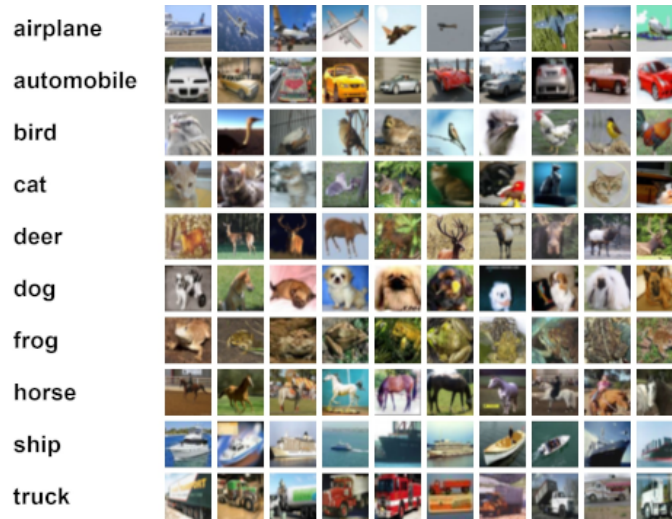 airplane
automobile
bird
cat
deer
dog
frog
horse
ship
truck